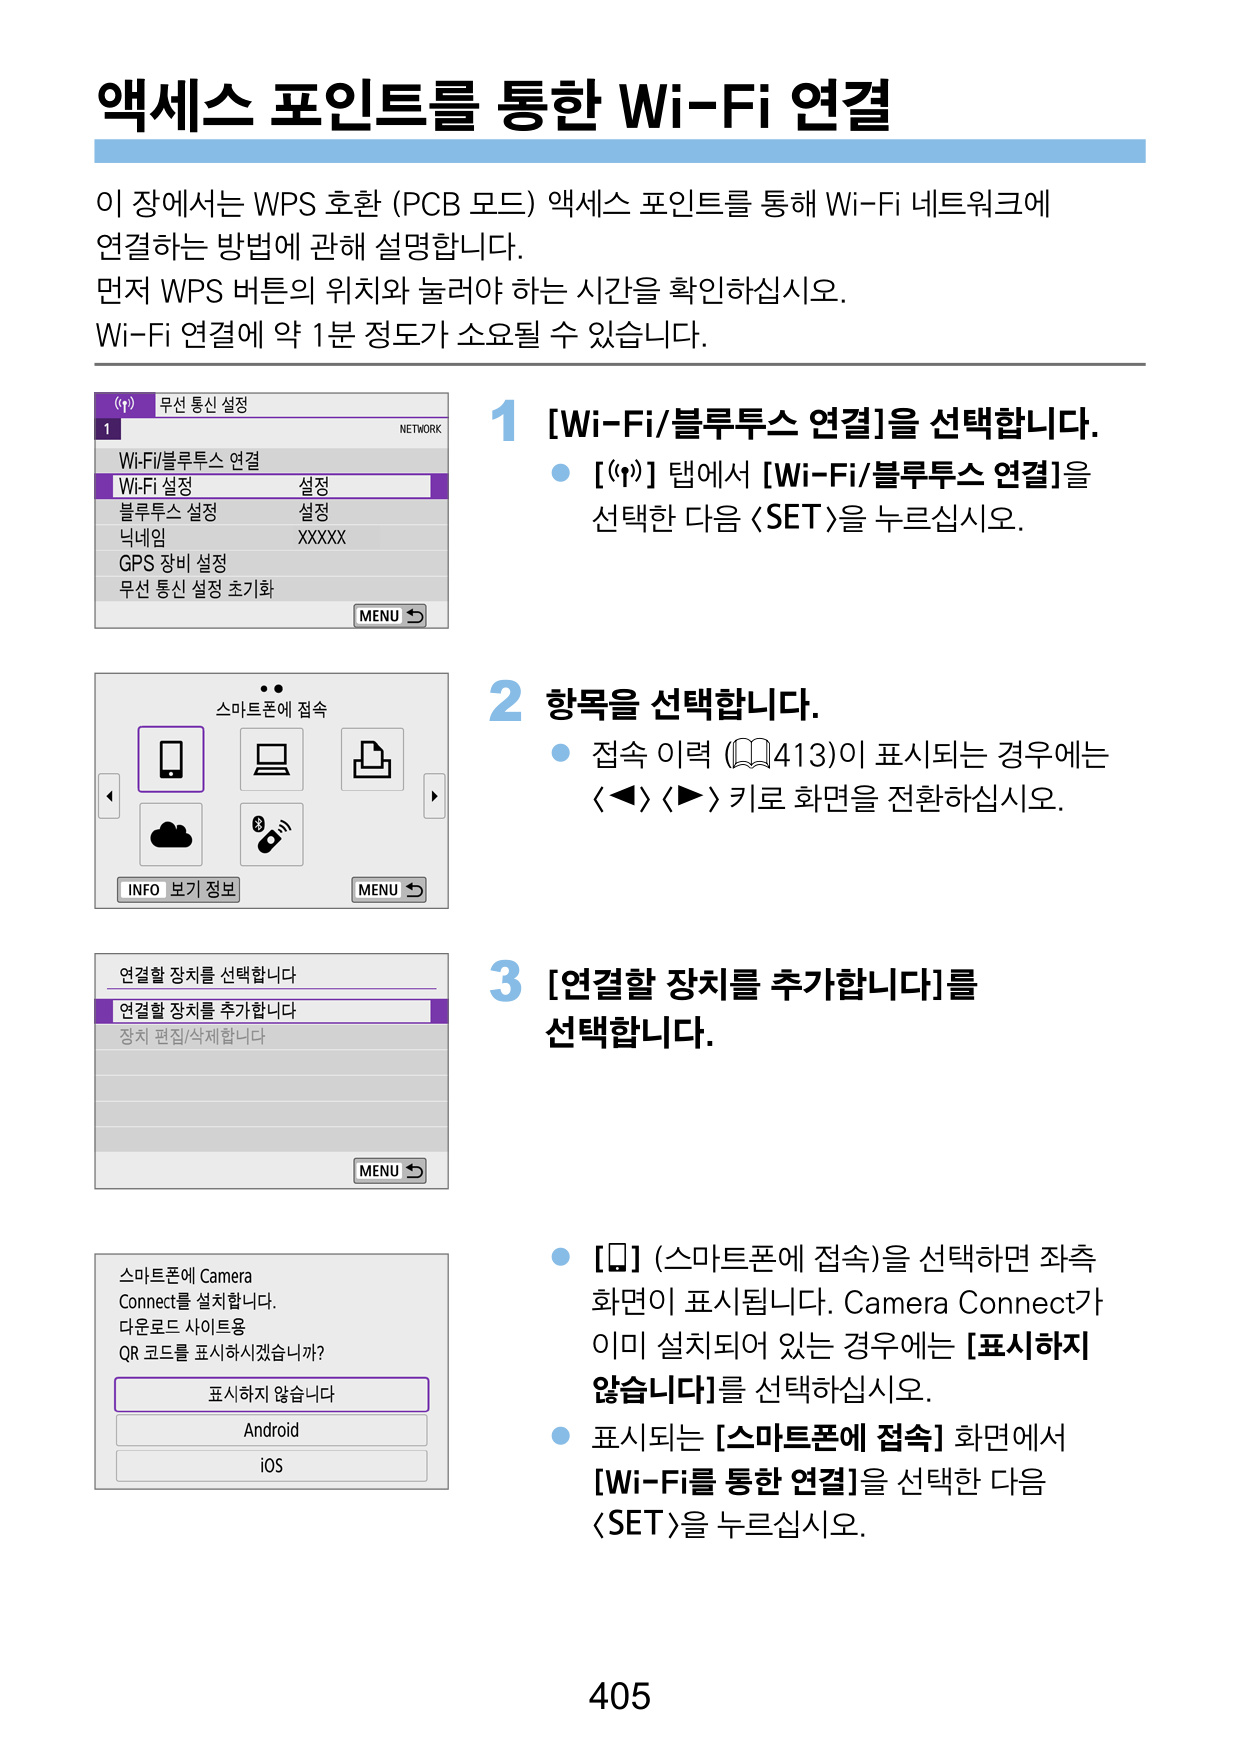 액세스 포인트를 통한 Wi-Fi 연결
이 장에서는 WPS 호환 (PCB 모드) 액세스 포인트를 통해 Wi-Fi 네트워크에
연결하는 방법에 관해 설명합니다.
먼저 WPS 버튼의 위치와 눌러야 하는 시간을 확인하십시오.
Wi-Fi 연결에 약 1분 정도가 소요될 수 있습니다.
무선 통신 설정
1 NETWORK
Wi-Fi/블루투스 연결
Wi-Fi 설정 설정
블루투스 설정 설정
닉네임 XXXXX
GPS 장비 설정
무선 통신 설정 초기화
MENU
1 [Wi-Fi/블루투스 연결]을 선택합니다.
● [] 탭에서 [Wi-Fi/블루투스 연결]을
선택한 다음 〈SET〉을 누르십시오.
스마트폰에 접속
INFO 보기 정보 MENU
2 항목을 선택합니다.
● 접속 이력 (413)이 표시되는 경우에는
〈◀〉〈▶〉 키로 화면을 전환하십시오.
연결할 장치를 선택합니다
연결할 장치를 추가합니다
장치 편집/삭제합니다
MENU
3 [연결할 장치를 추가합니다]를
선택합니다.
스마트폰에 Camera
Connect를 설치합니다.
다운로드 사이트용
QR 코드를 표시하시겠습니까?
표시하지 않습니다
Android
iOS
● [] (스마트폰에 접속)을 선택하면 좌측
화면이 표시됩니다. Camera Connect가
이미 설치되어 있는 경우에는 [표시하지
않습니다]를 선택하십시오.
● 표시되는 [스마트폰에 접속] 화면에서
[Wi-Fi를 통한 연결]을 선택한 다음
〈SET〉을 누르십시오.
405